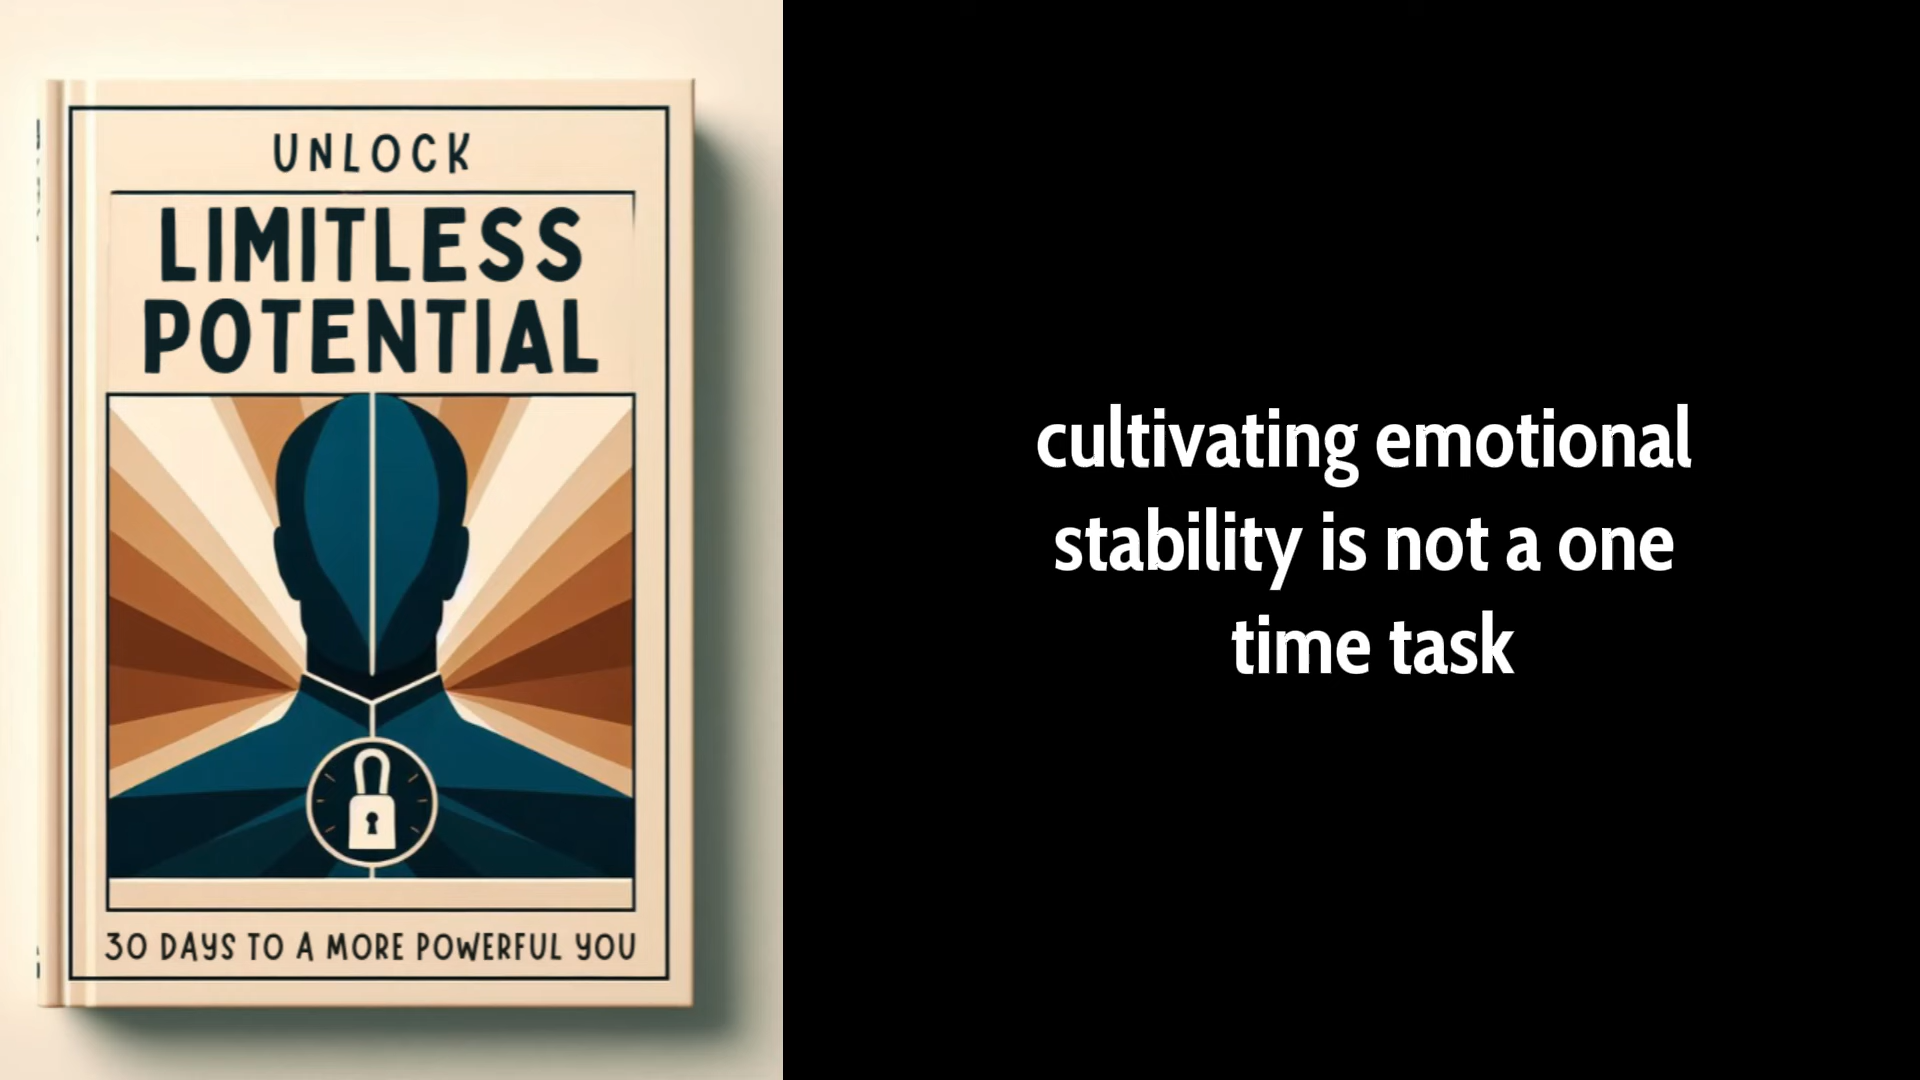 UNLOCK
LIMITLESS
POTENTIAL
30 DAYS TO A MORE POWERFUL YOU
cultivating emotional
stability is not a one
time task